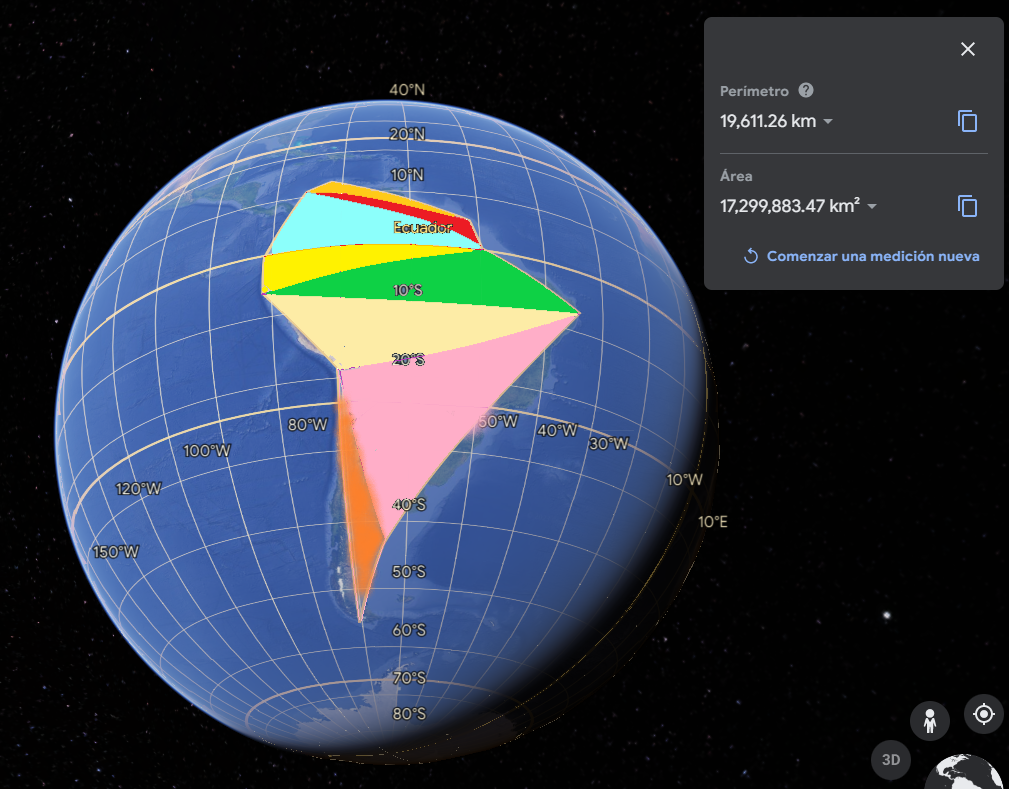 Perímetro ?
19,611.26 km
Área
17,299,883.47 km²
Comenzar una medición nueva
40°N
20°N
10°N
Ecuador
10°S
20°S
80°W
50°W
40°W
30°W
100°W
10°W
120°W
40°S
10°E
150°W
50°S
60°S
70°S
80°S
3D